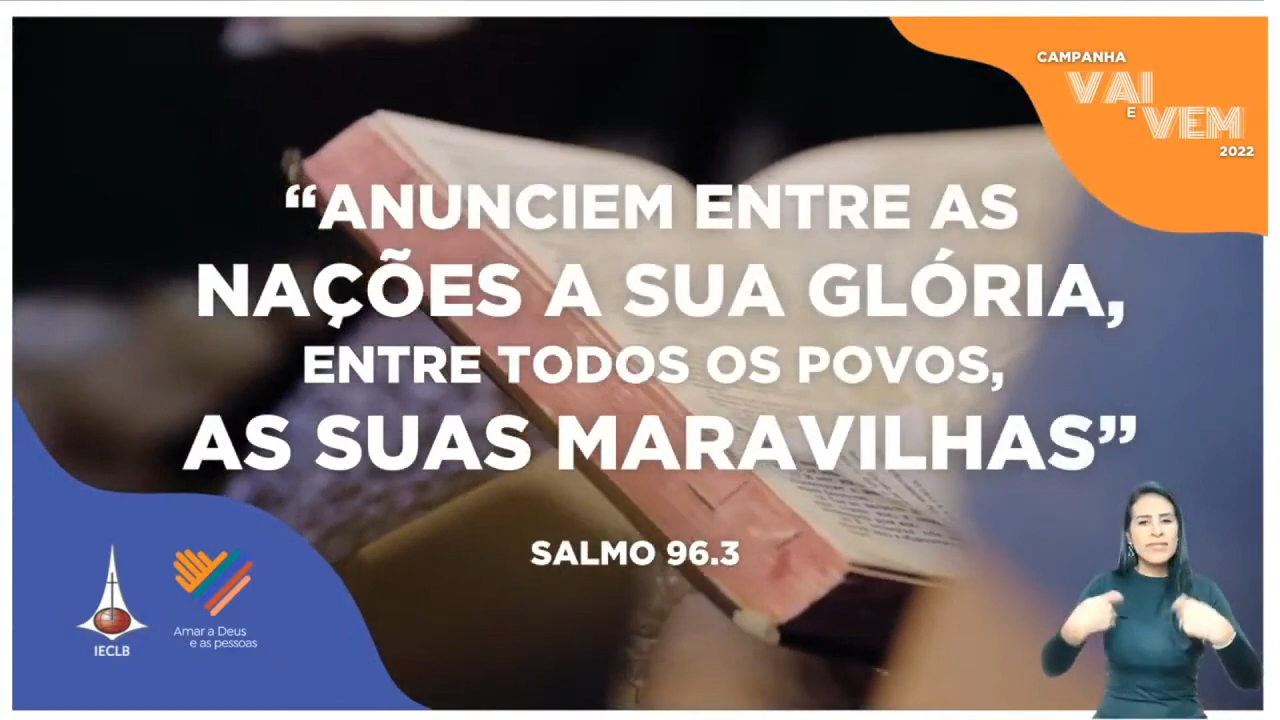 CAMPANHA
VAI
E VEM
2022
“ANUNCIEM ENTRE AS
NAÇÕES A SUA GLÓRIA,
ENTRE TODOS OS POVOS,
AS SUAS MARAVILHAS”
SALMO 96.3
IECLB
Amar a Deus
e as pessoas